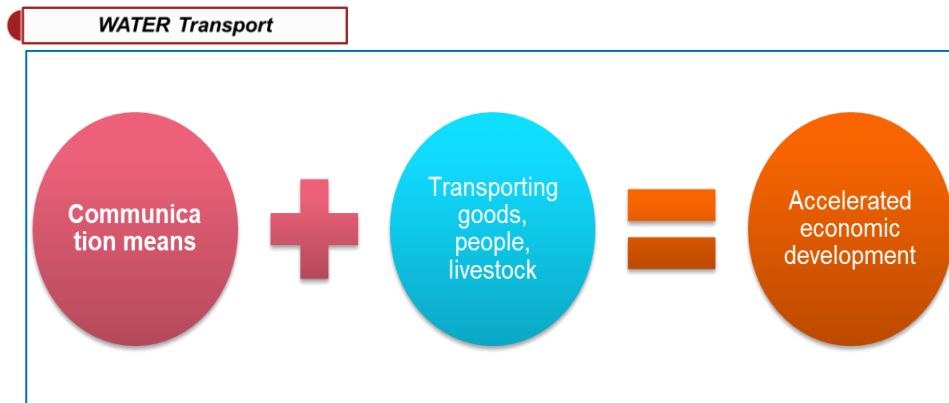 WATER Transport
Communica
tion means
Transporting
goods,
people,
livestock
Accelerated
economic
development